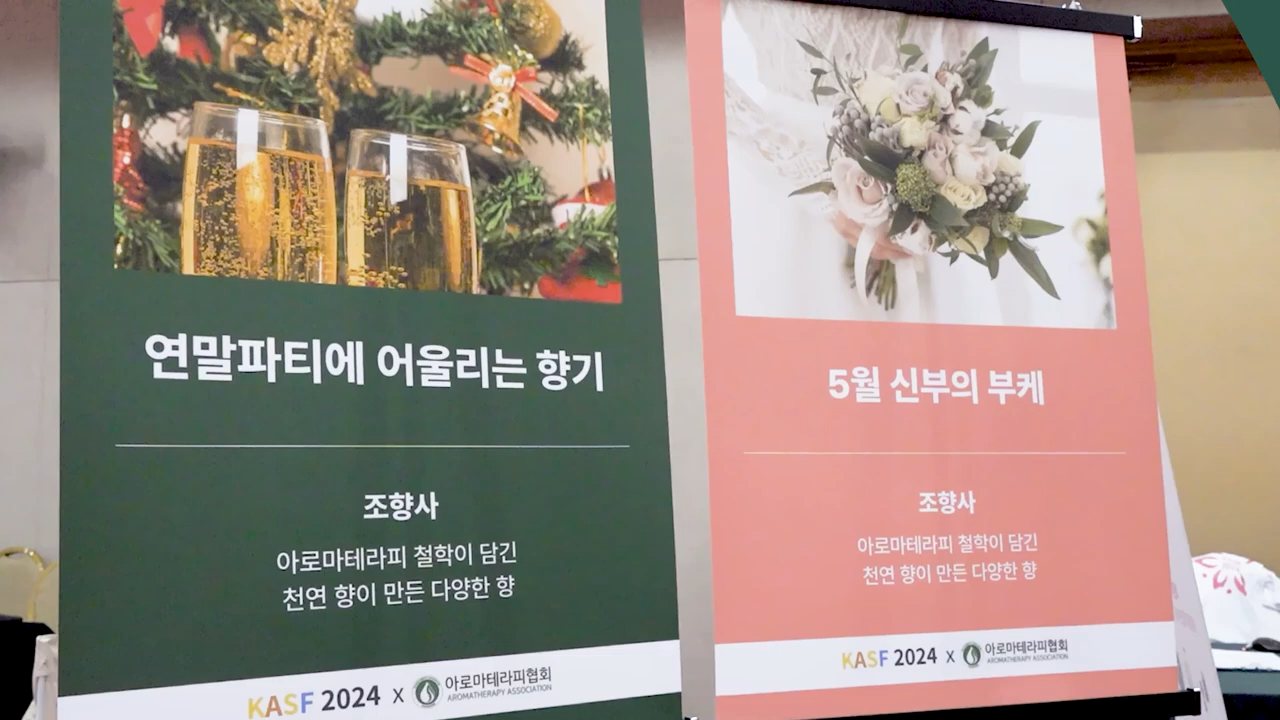 연말파티에 어울리는 향기
조향사
아로마테라피 철학이 담긴
천연 향이 만든 다양한 향
KASF 2024 X 아로마테라피협회
AROMATHERAPY ASSOCIATION
5월 신부의 부케
조향사
아로마테라피 철학이 담긴
천연 향이 만든 다양한 향
KASF 2024 X 아로마테라피협회
AROMATHERAPY ASSOCIATION